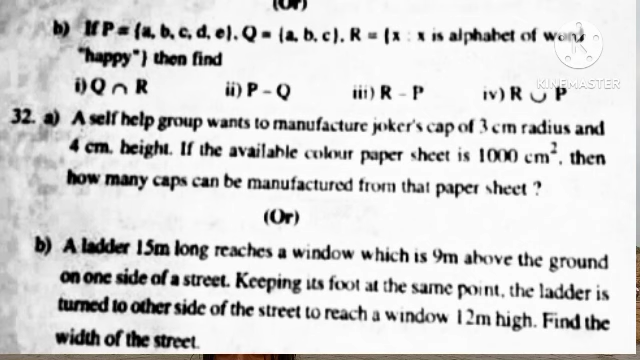 (Or)
b) If P = {a, b, c, d, e}, Q = {a, b, c}, R = {x : x is alphabet of word
"happy"} then find
i) Q ∩ R ii) P - Q iii) R - P iv) R ∪ P
KINEMASTER
32. a) A self help group wants to manufacture joker's cap of 3 cm radius and
4 cm. height. If the available colour paper sheet is 1000 cm², then
how many caps can be manufactured from that paper sheet ?
(Or)
b) A ladder 15m long reaches a window which is 9m above the ground
on one side of a street. Keeping its foot at the same point, the ladder is
turned to other side of the street to reach a window 12m high. Find the
width of the street.